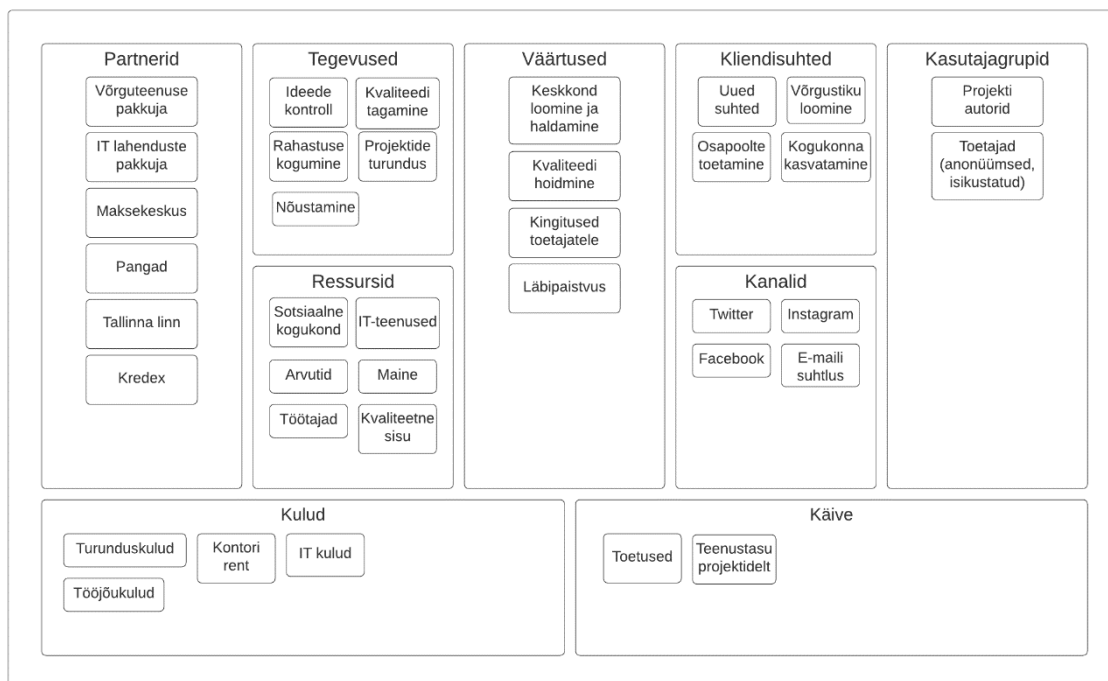 Partnerid
Võrguteenuse
pakkuja
IT lahenduste
pakkuja
Maksekeskus
Pangad
Tallinna linn
Kredex
Tegevused
Ideede
kontroll
Kvaliteedi
tagamine
Rahastuse
kogumine
Projektide
turundus
Nõustamine
Ressursid
Sotsiaalne
kogukond
IT-teenused
Arvutid
Maine
Töötajad
Kvaliteetne
sisu
Väärtused
Keskkond
loomine ja
haldamine
Kvaliteedi
hoidmine
Kingitused
toetajatele
Läbipaistvus
Kliendisuhted
Uued
suhted
Võrgustiku
loomine
Osapoolte
toetamine
Kogukonna
kasvatamine
Kanalid
Twitter
Instagram
Facebook
E-maili
suhtlus
Kasutajagrupid
Projekti
autorid
Toetajad
(anonüümsed,
isikustatud)
Kulud
Turunduskulud
Kontori
rent
IT kulud
Tööjõukulud
Käive
Toetused
Teenustasu
projektidelt